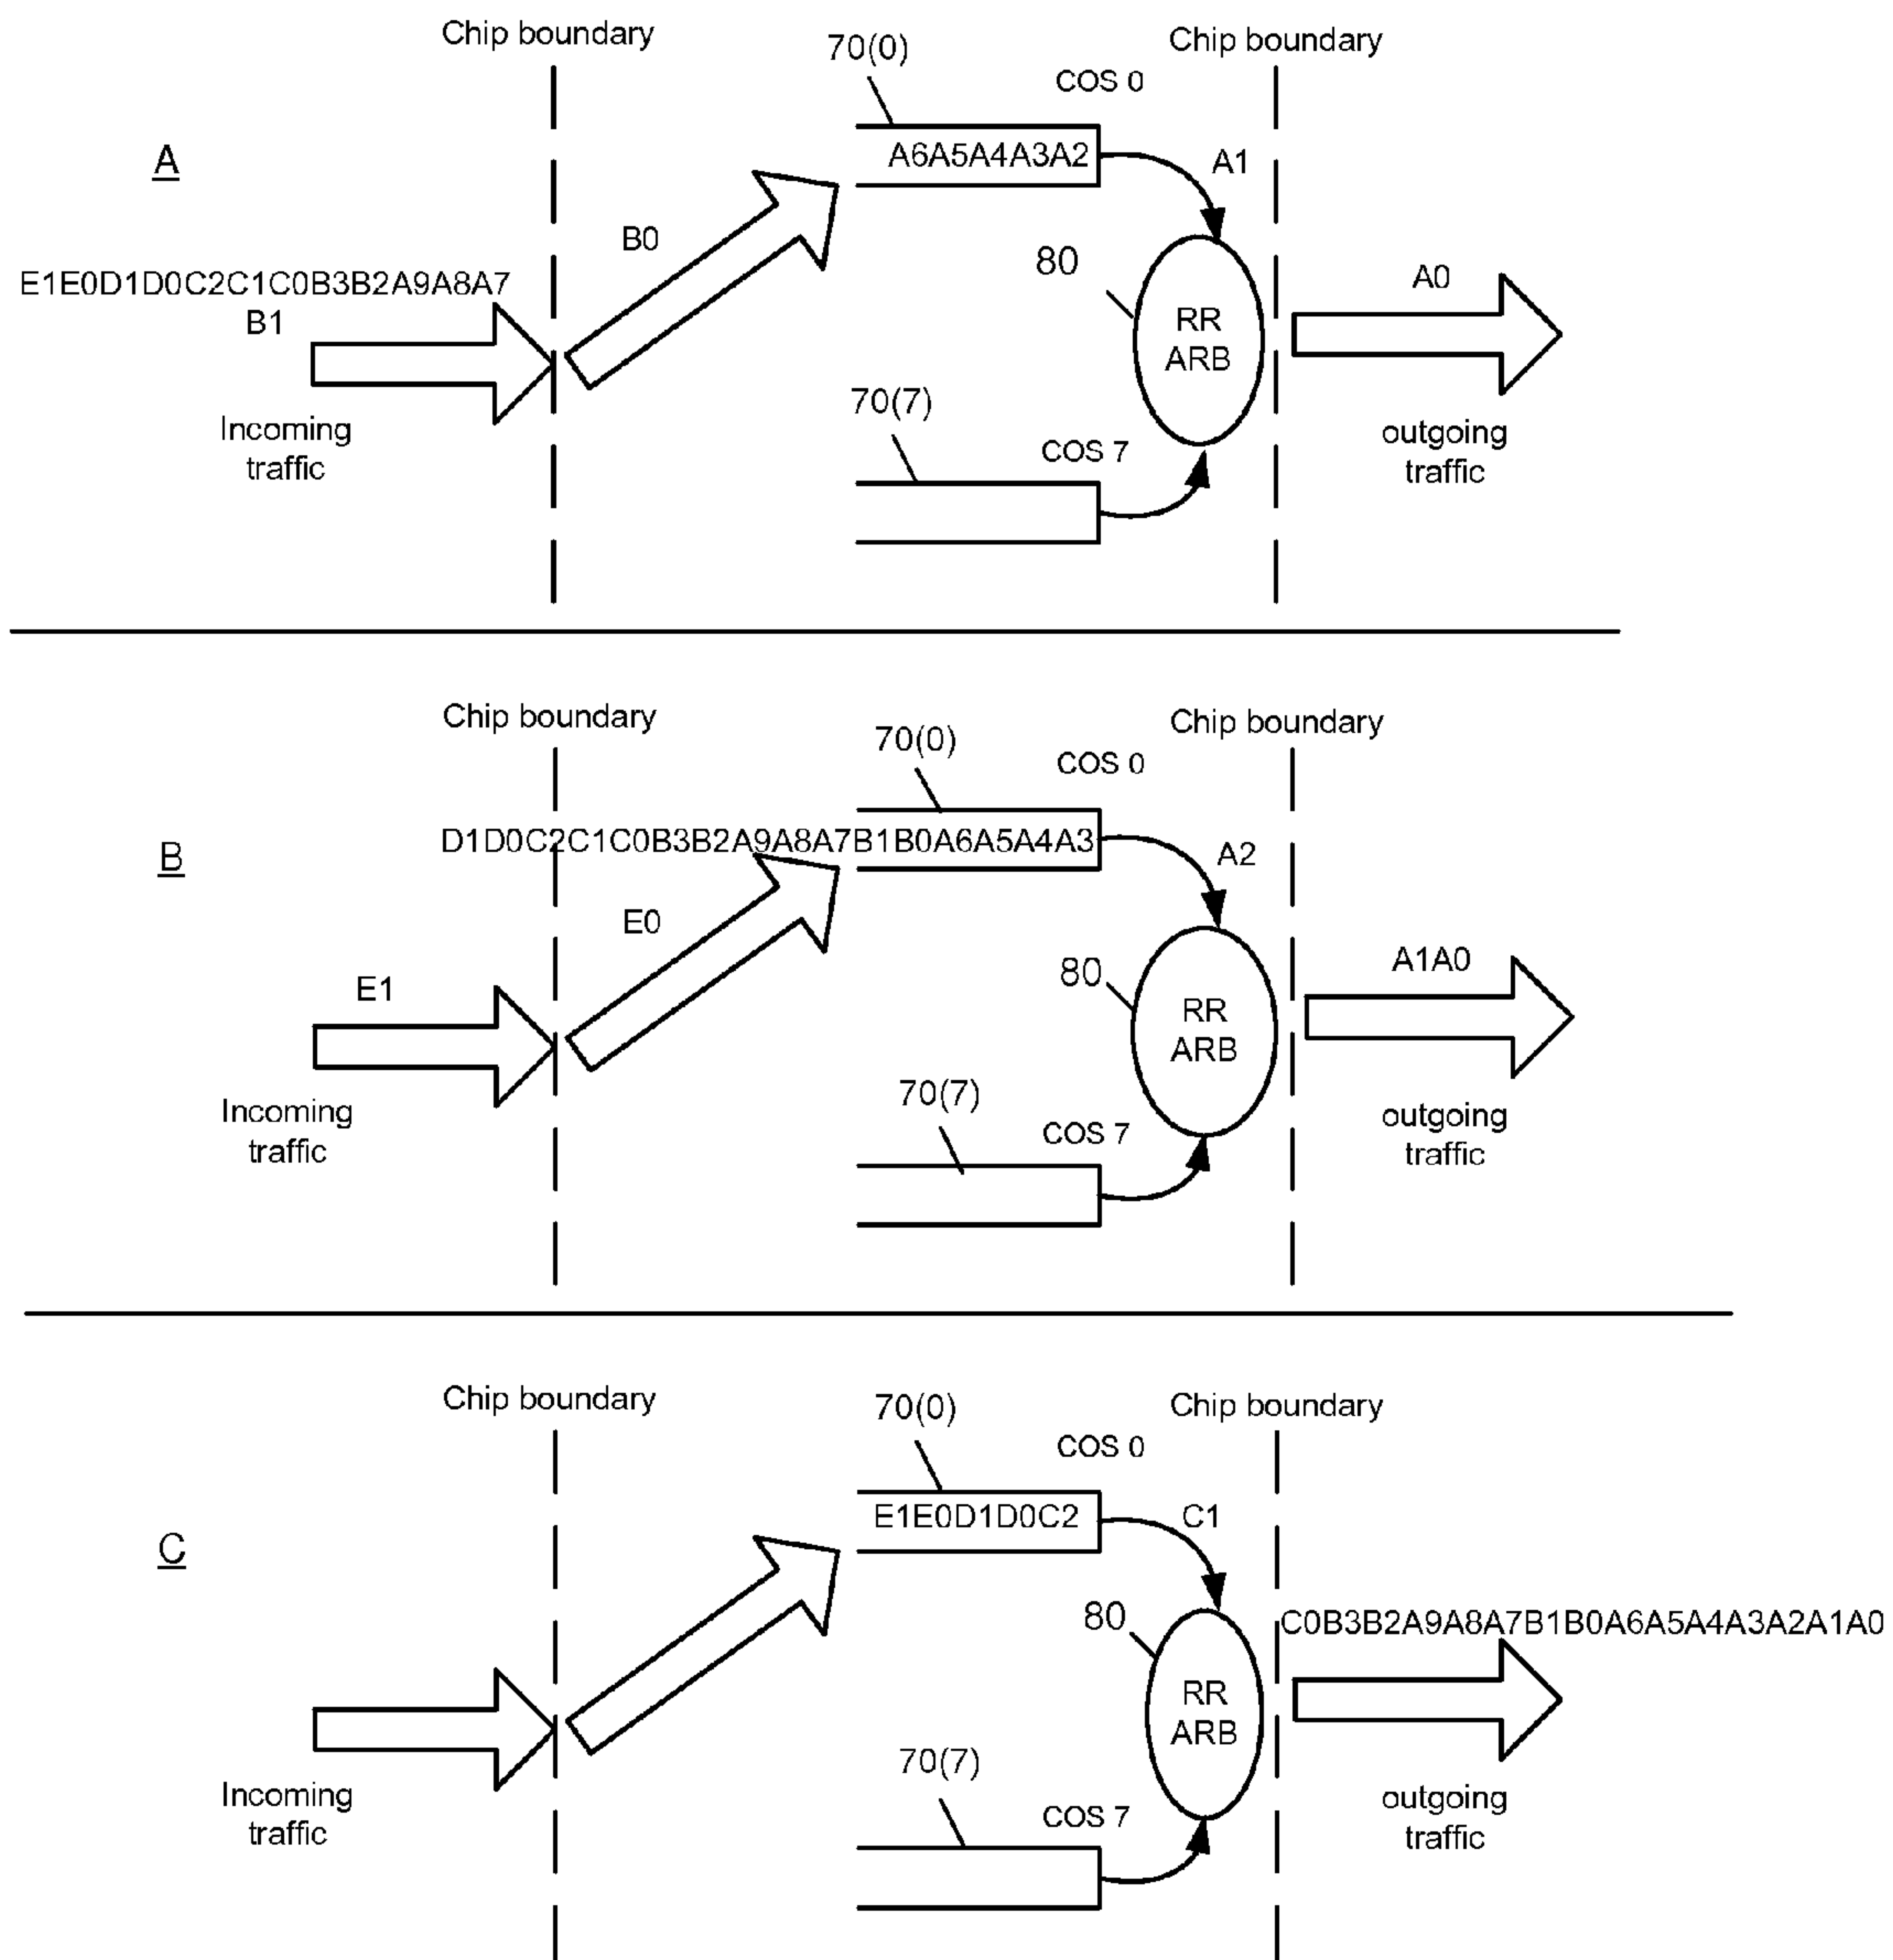 Chip boundary
Chip boundary
70(0)
COS 0
A
A6A5A4A3A2
A1
B0
80
E1E0D1D0C2C1C0B3B2A9A8A7
B1
A0
RR
ARB
Incoming
traffic
70(7)
COS 7
outgoing
traffic
Chip boundary
Chip boundary
70(0)
COS 0
B
D1D0C2C1C0B3B2A9A8A7B1B0A6A5A4A3
A2
E0
80
E1
A1A0
RR
ARB
Incoming
traffic
70(7)
COS 7
outgoing
traffic
Chip boundary
Chip boundary
70(0)
COS 0
C
E1E0D1D0C2
C1
80
C0B3B2A9A8A7B1B0A6A5A4A3A2A1A0
RR
ARB
Incoming
traffic
70(7)
COS 7
outgoing
traffic